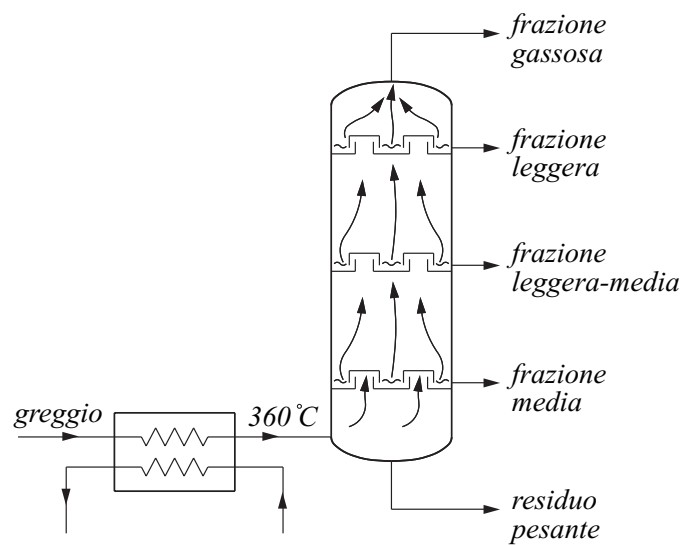 frazione
gassosa
frazione
leggera
frazione
leggera-media
frazione
media
greggio
360°C
residuo
pesante